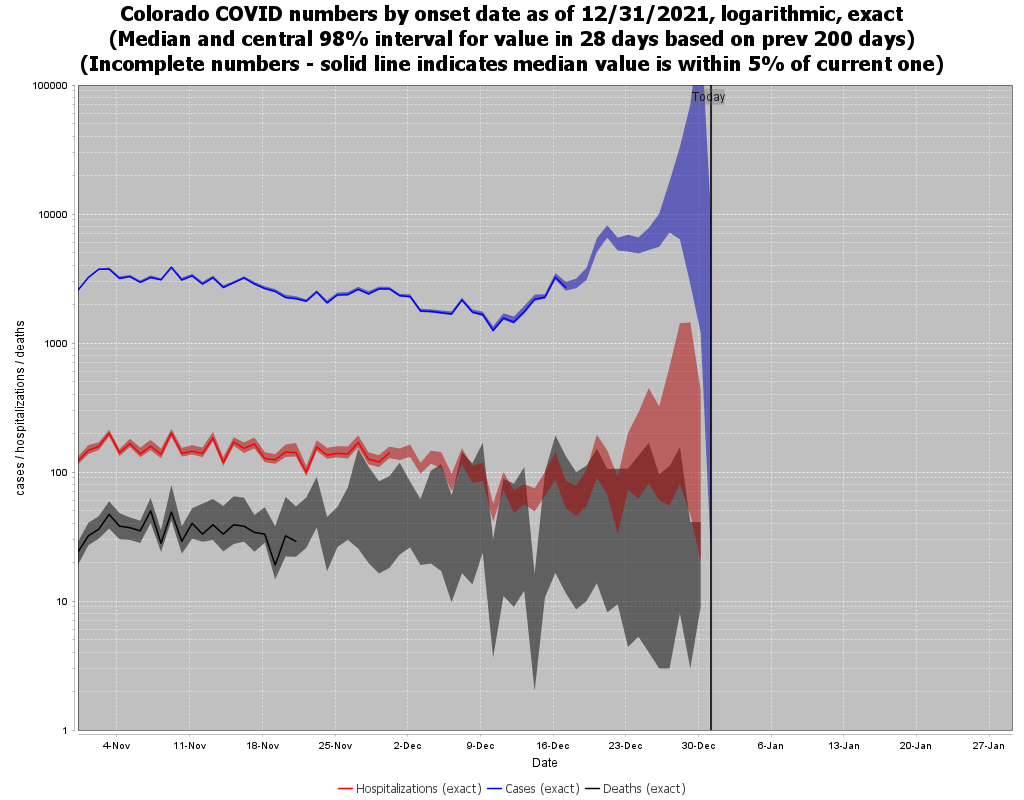 Colorado COVID numbers by onset date as of 12/31/2021, logarithmic, exact
(Median and central 98% interval for value in 28 days based on prev 200 days)
(Incomplete numbers - solid line indicates median value is within 5% of current one)
Today
cases / hospitalizations / deaths
100000
10000
1000
100
10
1
4-Nov 11-Nov 18-Nov 25-Nov 2-Dec 9-Dec 16-Dec 23-Dec 30-Dec 6-Jan 13-Jan 20-Jan 27-Jan
Date
Hospitalizations (exact) Cases (exact) Deaths (exact)